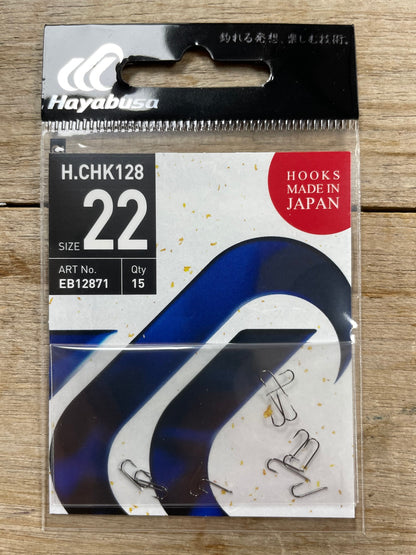 釣れる発想、楽しむ技術。
Hayabusa
H.CHK128
SIZE 22
ART No. Qty
EB12871 15
HOOKS
MADE IN
JAPAN